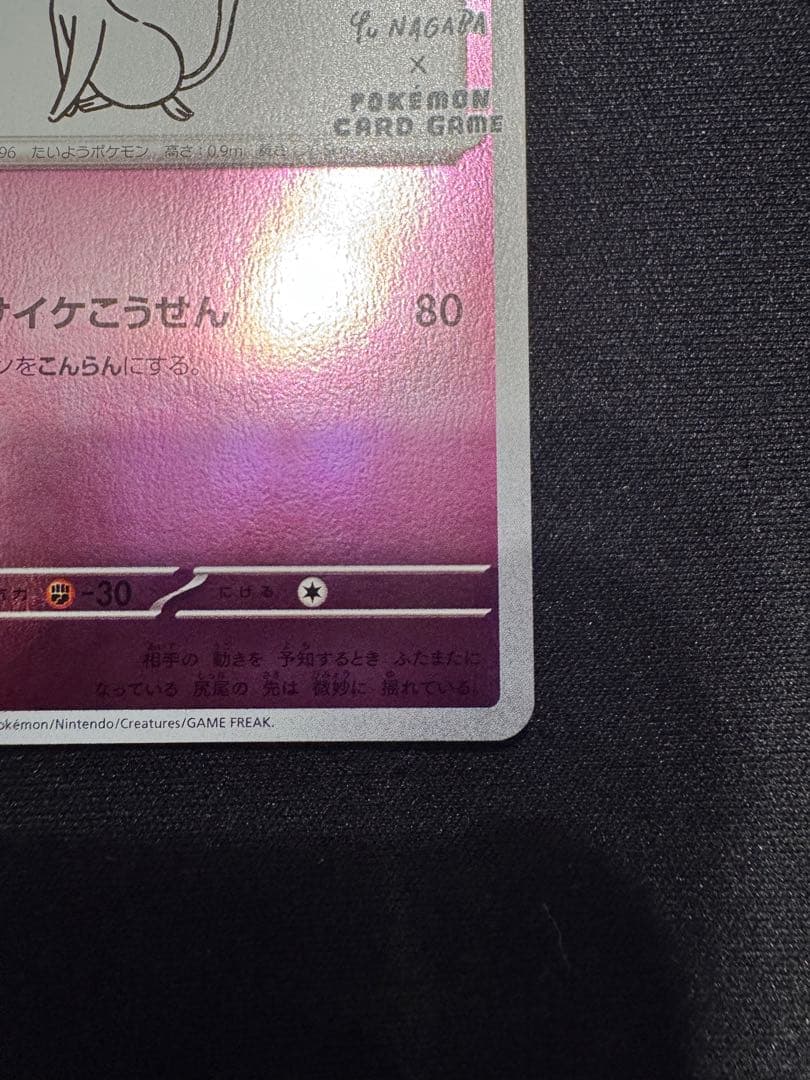 Yu NAGABA
×
POKÉMON
CARD GAME
96 たいようポケモン 高さ:0.9m 重さ
サイケこうせん 80
ンをこんらんにする。
抗力 -30 にげる
相手の 動きを 予知するとき ふたまたに
なっている 尻尾の 先は 微妙に 揺れている。
okémon/Nintendo/Creatures/GAME FREAK.